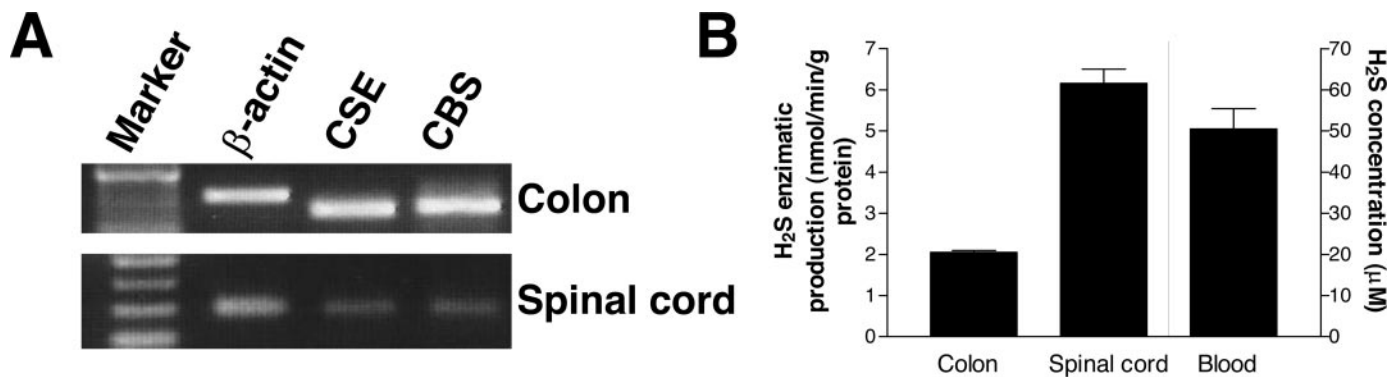 A
Marker
β-actin
CSE
CBS
Colon
Spinal cord
B
H₂S enzimatic
production (nmol/min/g
protein)
7
6
5
4
3
2
1
0
70
60
50
40
30
20
10
0
H₂S concentration (μM)
Colon Spinal cord Blood